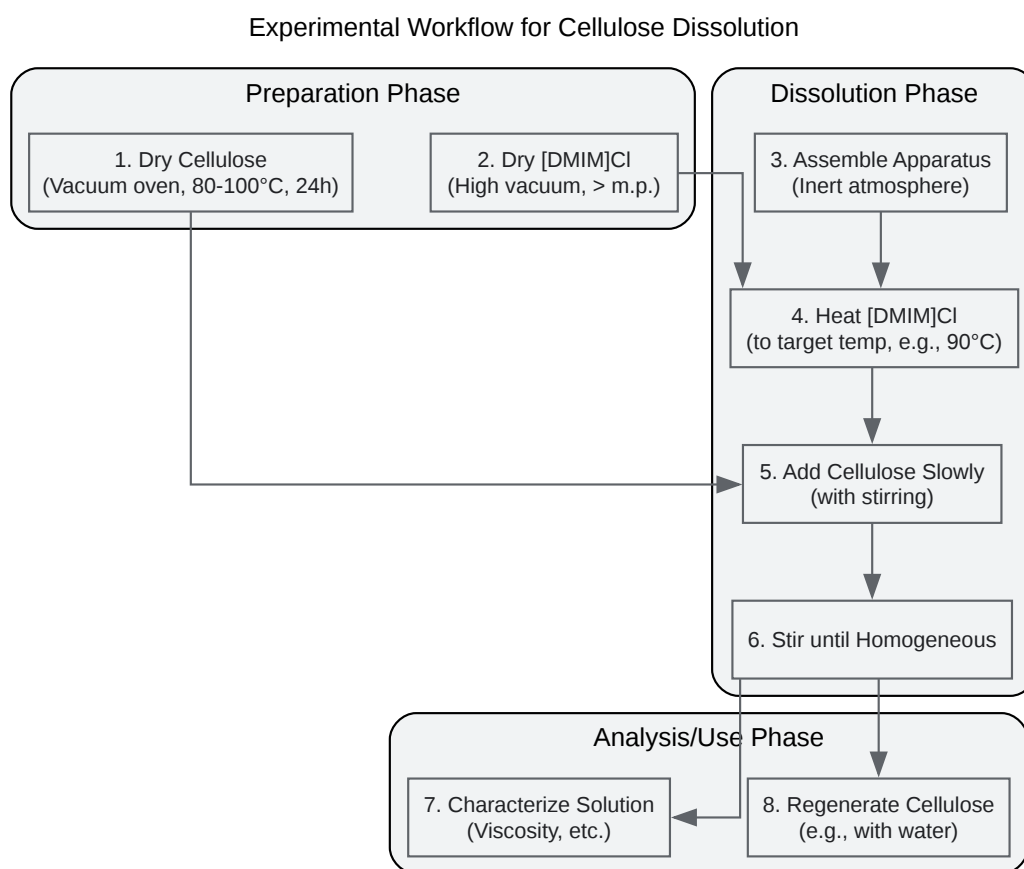 Experimental Workflow for Cellulose Dissolution
Preparation Phase
1. Dry Cellulose
(Vacuum oven, 80-100°C, 24h)
2. Dry [DMIM]Cl
(High vacuum, > m.p.)
Dissolution Phase
3. Assemble Apparatus
(Inert atmosphere)
4. Heat [DMIM]Cl
(to target temp, e.g., 90°C)
5. Add Cellulose Slowly
(with stirring)
6. Stir until Homogeneous
Analysis/Use Phase
7. Characterize Solution
(Viscosity, etc.)
8. Regenerate Cellulose
(e.g., with water)